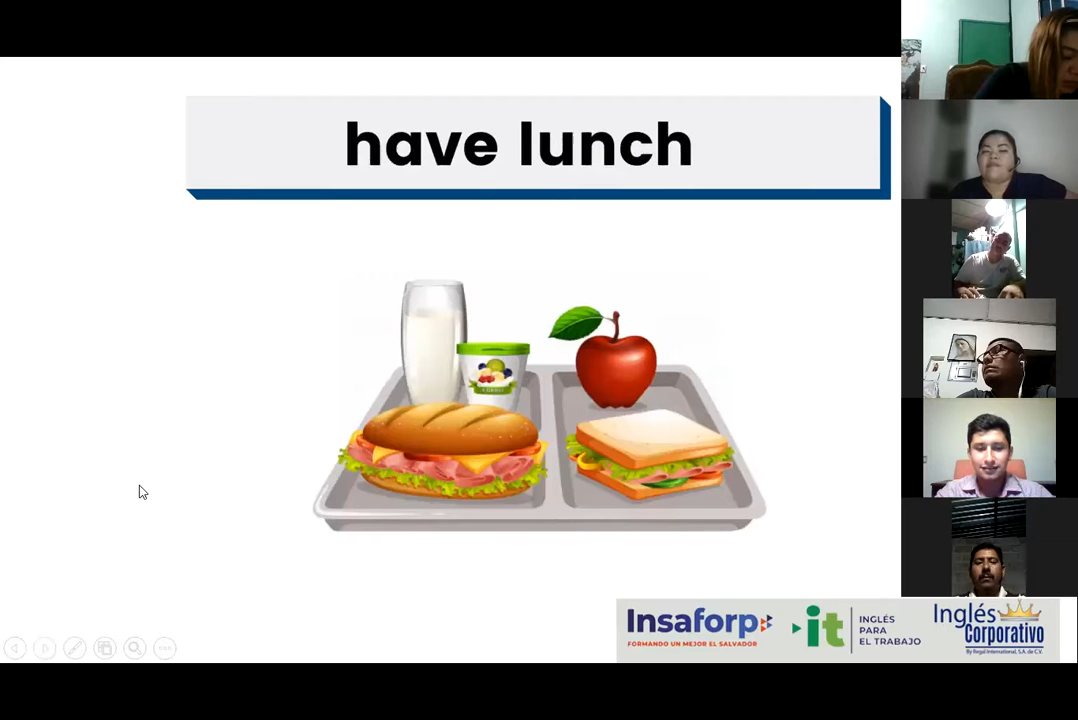 have lunch
Insaforp
FORMANDO UN MEJOR EL SALVADOR
it
INGLÉS
PARA
EL TRABAJO
Inglés
Corporativo
By Regal International, S.A. de C.V.